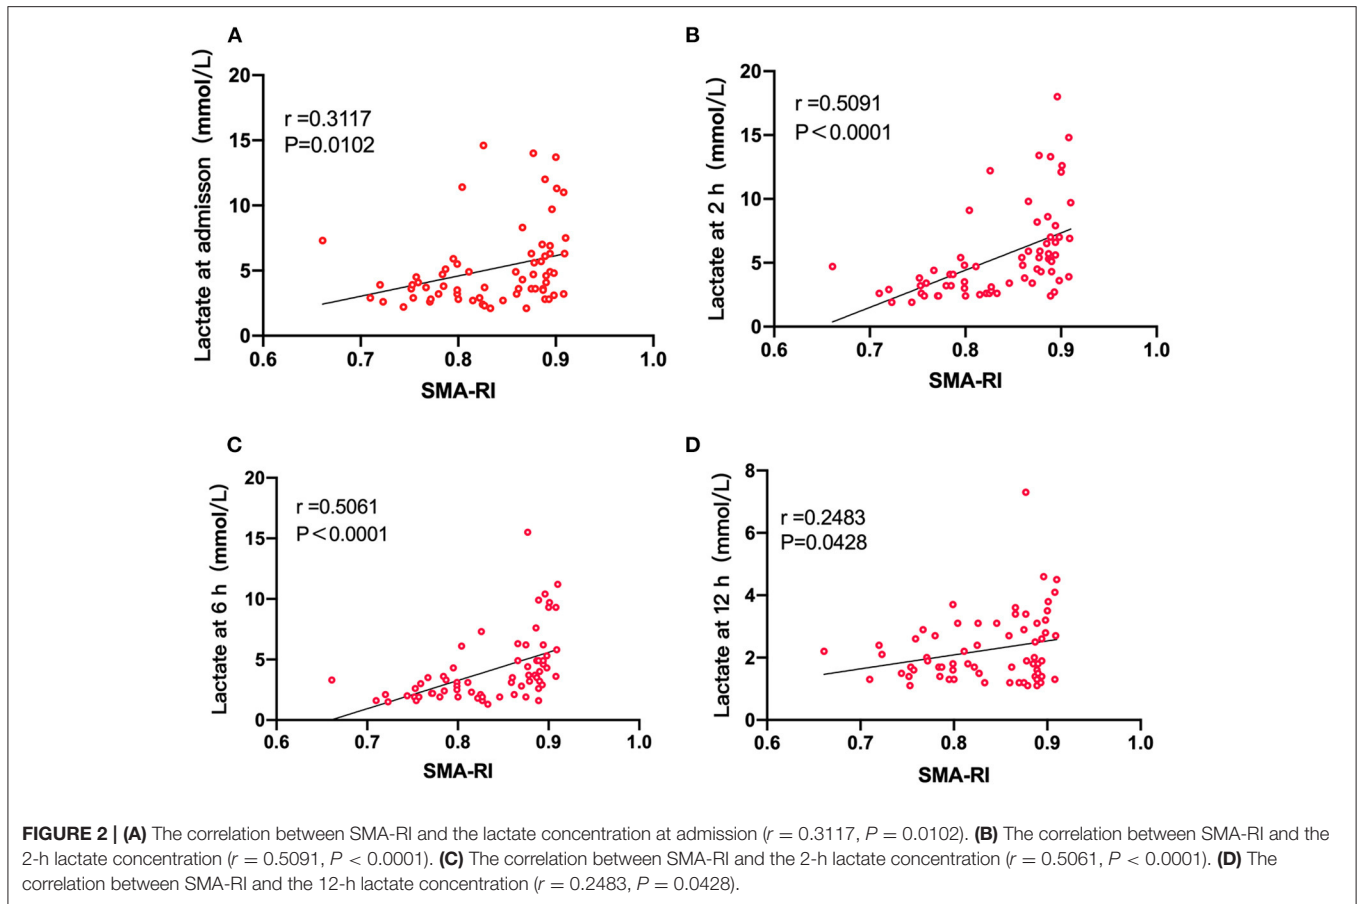 A
Lactate at admisson (mmol/L)
20
15
10
5
0
r =0.3117
P=0.0102
0.6 0.7 0.8 0.9 1.0
SMA-RI
B
Lactate at 2 h (mmol/L)
20
15
10
5
0
r =0.5091
P<0.0001
0.6 0.7 0.8 0.9 1.0
SMA-RI
C
Lactate at 6 h (mmol/L)
20
15
10
5
0
r =0.5061
P<0.0001
0.6 0.7 0.8 0.9 1.0
SMA-RI
D
Lactate at 12 h (mmol/L)
8
6
4
2
0
r =0.2483
P=0.0428
0.6 0.7 0.8 0.9 1.0
SMA-RI
FIGURE 2 | (A) The correlation between SMA-RI and the lactate concentration at admission (r = 0.3117, P = 0.0102). (B) The correlation between SMA-RI and the
2-h lactate concentration (r = 0.5091, P < 0.0001). (C) The correlation between SMA-RI and the 2-h lactate concentration (r = 0.5061, P < 0.0001). (D) The
correlation between SMA-RI and the 12-h lactate concentration (r = 0.2483, P = 0.0428).